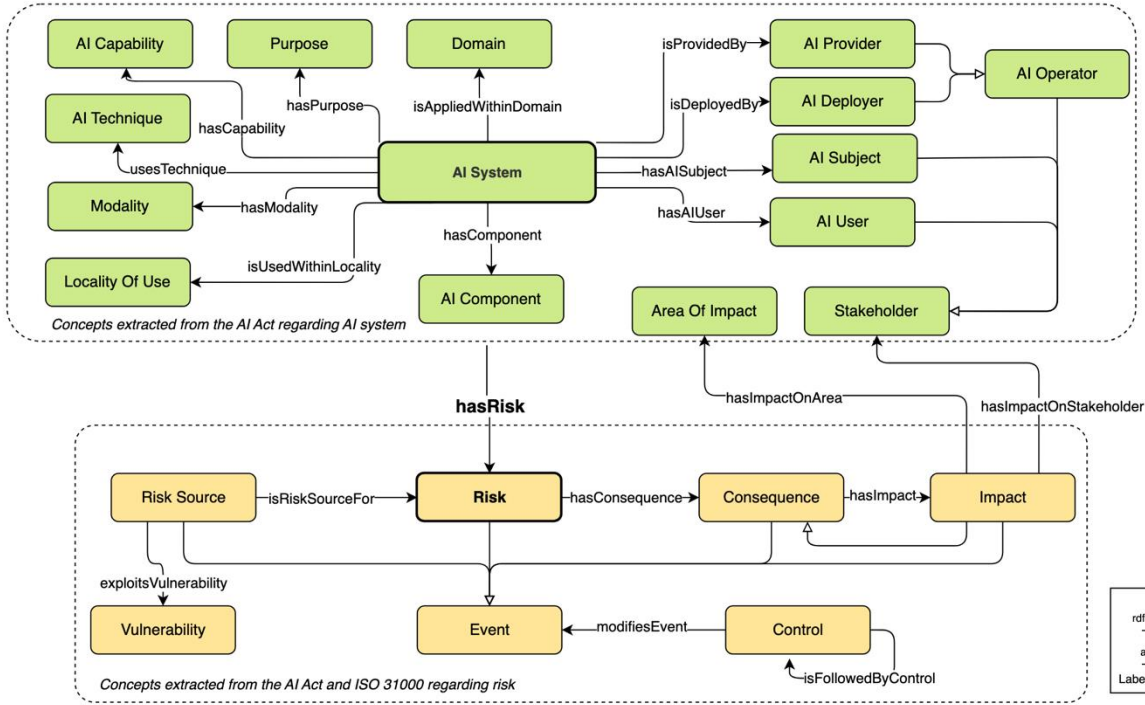 AI Capability
Purpose
Domain
isProvidedBy
AI Provider
AI Operator
hasPurpose
isAppliedWithinDomain
isDeployedBy
AI Deployer
AI Technique
hasCapability
AI System
hasAISubject
AI Subject
usesTechnique
Modality
hasModality
hasAIUser
AI User
hasComponent
isUsedWithinLocality
Locality Of Use
AI Component
Area Of Impact
Stakeholder
Concepts extracted from the AI Act regarding AI system
hasRisk
hasImpactOnArea
hasImpactOnStakeholder
Risk Source
isRiskSourceFor
Risk
hasConsequence
Consequence
hasImpact
Impact
exploitsVulnerability
Vulnerability
Event
modifiesEvent
Control
isFollowedByControl
Concepts extracted from the AI Act and ISO 31000 regarding risk
rdf
a
Labe